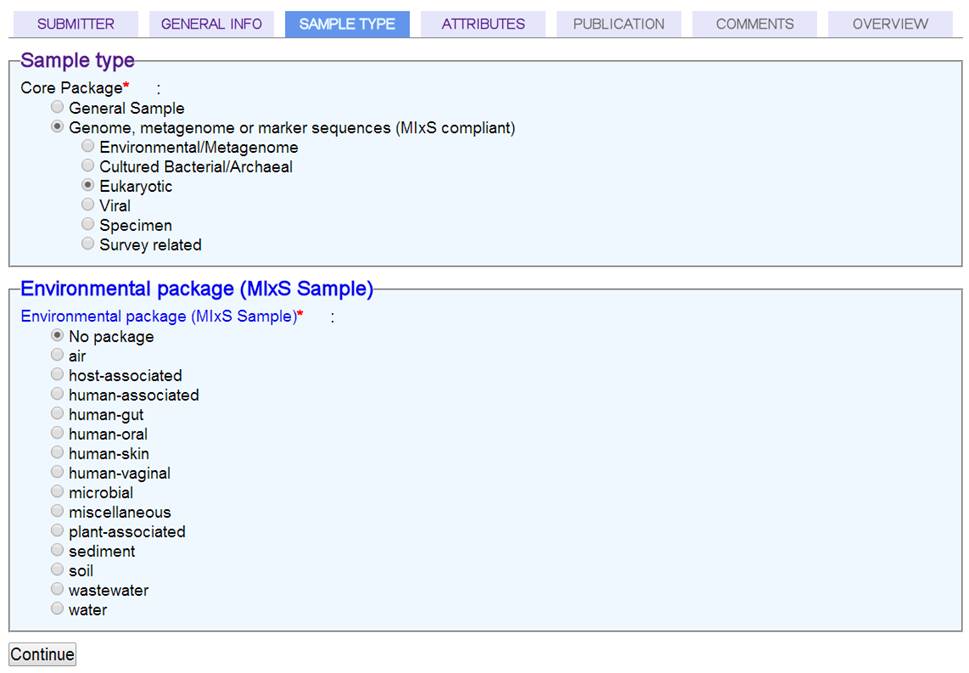 SUBMITTER GENERAL INFO SAMPLE TYPE ATTRIBUTES PUBLICATION COMMENTS OVERVIEW
Sample type
Core Package* :
General Sample
Genome, metagenome or marker sequences (MIxS compliant)
Environmental/Metagenome
Cultured Bacterial/Archaeal
Eukaryotic
Viral
Specimen
Survey related
Environmental package (MIxS Sample)
Environmental package (MIxS Sample)* :
No package
air
host-associated
human-associated
human-gut
human-oral
human-skin
human-vaginal
microbial
miscellaneous
plant-associated
sediment
soil
wastewater
water
Continue